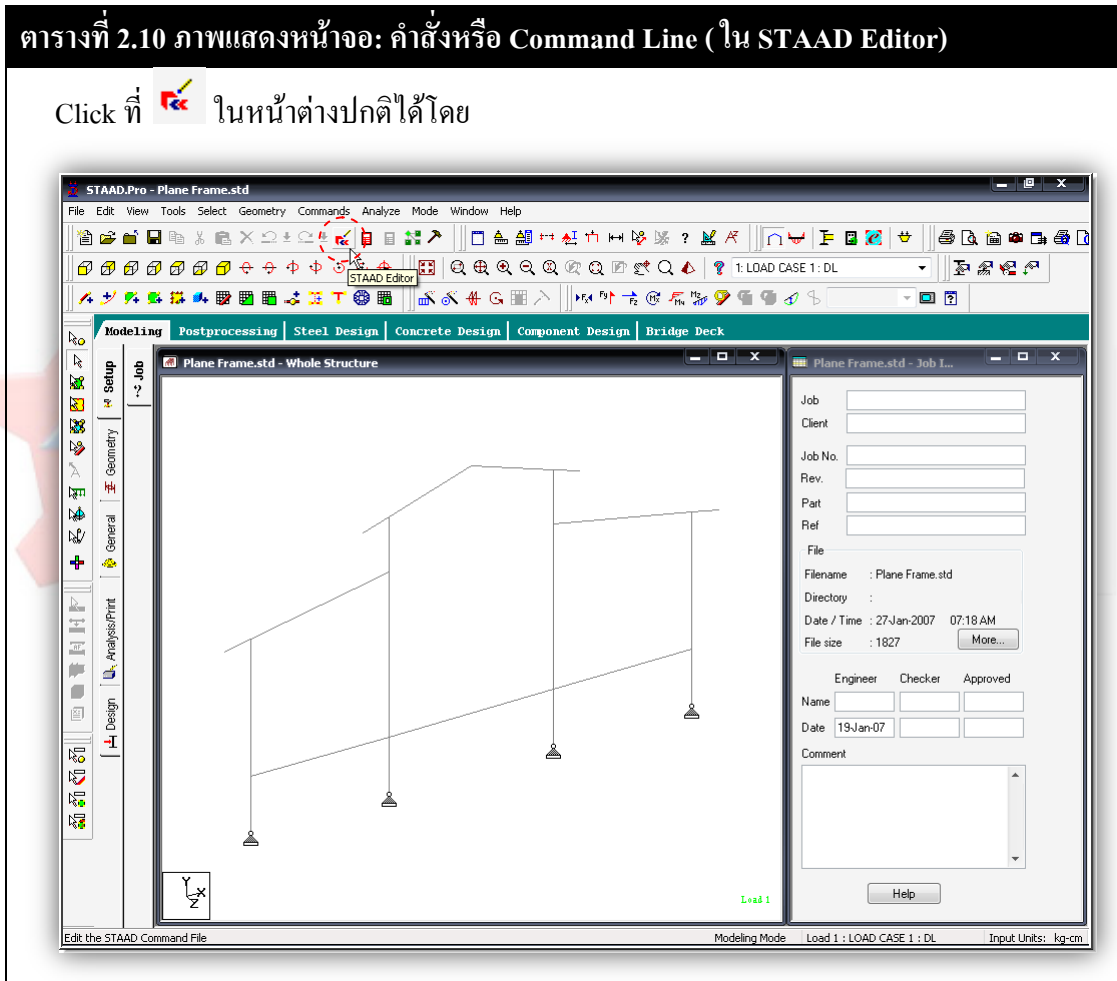 ตารางที่ 2.10 ภาพแสดงหน้าจอ: คำสั่งหรือ Command Line ( ใน STAAD Editor)
Click ที่ ในหน้าต่างปกติได้โดย
STAAD.Pro - Plane Frame.std
File Edit View Tools Select Geometry Commands Analyze Mode Window Help
STAAD Editor
1: LOAD CASE 1 : DL
Modeling Postprocessing Steel Design Concrete Design Component Design Bridge Deck
Setup
Geometry
General
Analysis/Print
Design
Job
Plane Frame.std - Whole Structure
Y
X
Z
Load 1
Plane Frame.std - Job I...
Job
Client
Job No.
Rev.
Part
Ref
File
Filename : Plane Frame.std
Directory :
Date / Time : 27-Jan-2007 07:18 AM
File size : 1827 More...
Engineer Checker Approved
Name
Date 19-Jan-07
Comment
Help
Edit the STAAD Command File Modeling Mode Load 1 : LOAD CASE 1 : DL Input Units: kg-cm